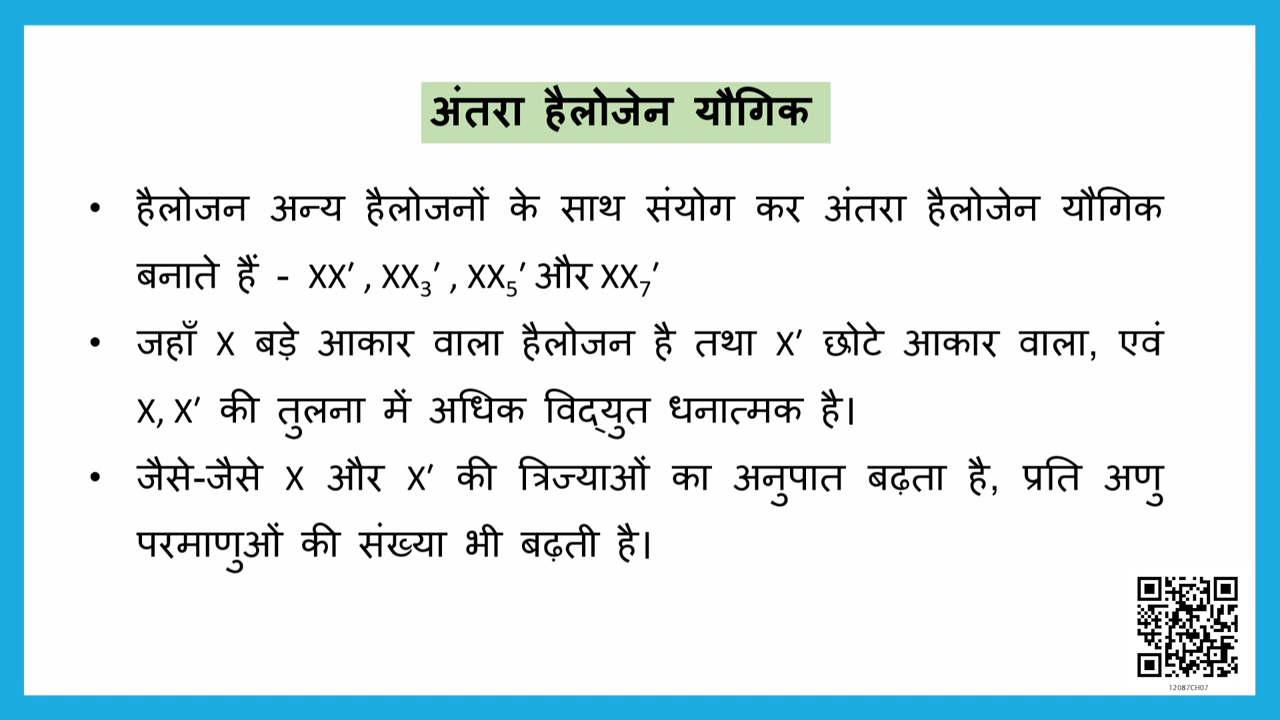 अंतरा हैलोजेन यौगिक
• हैलोजन अन्य हैलोजनों के साथ संयोग कर अंतरा हैलोजेन यौगिक
बनाते हैं - XX′ , XX₃′ , XX₅′ और XX₇′
• जहाँ X बड़े आकार वाला हैलोजन है तथा X′ छोटे आकार वाला, एवं
X, X′ की तुलना में अधिक विद्‌युत धनात्मक है।
• जैसे-जैसे X और X′ की त्रिज्याओं का अनुपात बढ़ता है, प्रति अणु
परमाणुओं की संख्या भी बढ़ती है।
12087CH07